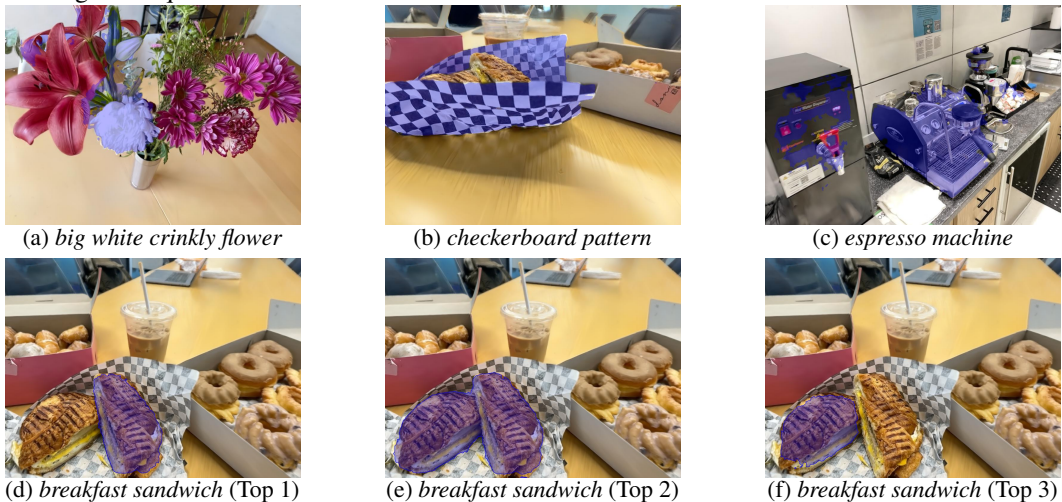 (a) big white crinkly flower
(b) checkerboard pattern
(c) espresso machine
(d) breakfast sandwich (Top 1)
(e) breakfast sandwich (Top 2)
(f) breakfast sandwich (Top 3)